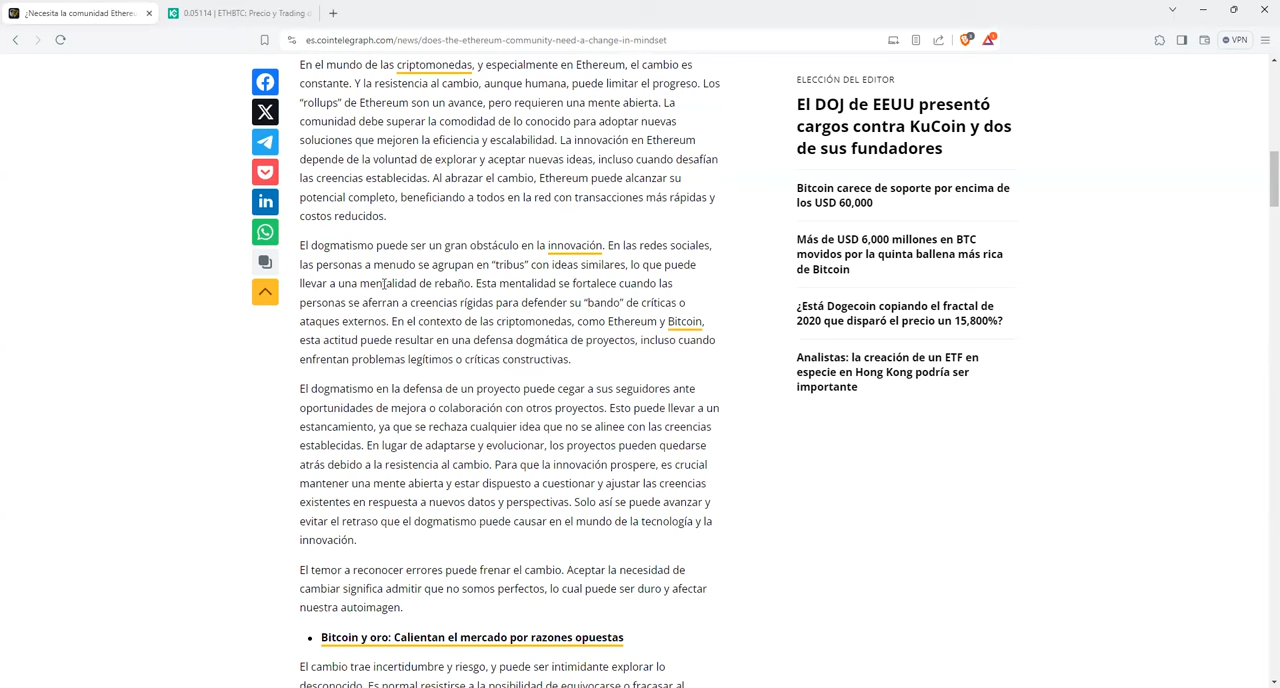 ¿Necesita la comunidad Ethereu
0.05114 | ETHBTC: Precio y Trading d
es.cointelegraph.com/news/does-the-ethereum-community-need-a-change-in-mindset
VPN
En el mundo de las criptomonedas, y especialmente en Ethereum, el cambio es
constante. Y la resistencia al cambio, aunque humana, puede limitar el progreso. Los
“rollups” de Ethereum son un avance, pero requieren una mente abierta. La
comunidad debe superar la comodidad de lo conocido para adoptar nuevas
soluciones que mejoren la eficiencia y escalabilidad. La innovación en Ethereum
depende de la voluntad de explorar y aceptar nuevas ideas, incluso cuando desafían
las creencias establecidas. Al abrazar el cambio, Ethereum puede alcanzar su
potencial completo, beneficiando a todos en la red con transacciones más rápidas y
costos reducidos.
El dogmatismo puede ser un gran obstáculo en la innovación. En las redes sociales,
las personas a menudo se agrupan en “tribus” con ideas similares, lo que puede
llevar a una mentalidad de rebaño. Esta mentalidad se fortalece cuando las
personas se aferran a creencias rígidas para defender su “bando” de críticas o
ataques externos. En el contexto de las criptomonedas, como Ethereum y Bitcoin,
esta actitud puede resultar en una defensa dogmática de proyectos, incluso cuando
enfrentan problemas legítimos o críticas constructivas.
El dogmatismo en la defensa de un proyecto puede cegar a sus seguidores ante
oportunidades de mejora o colaboración con otros proyectos. Esto puede llevar a un
estancamiento, ya que se rechaza cualquier idea que no se alinee con las creencias
establecidas. En lugar de adaptarse y evolucionar, los proyectos pueden quedarse
atrás debido a la resistencia al cambio. Para que la innovación prospere, es crucial
mantener una mente abierta y estar dispuesto a cuestionar y ajustar las creencias
existentes en respuesta a nuevos datos y perspectivas. Solo así se puede avanzar y
evitar el retraso que el dogmatismo puede causar en el mundo de la tecnología y la
innovación.
El temor a reconocer errores puede frenar el cambio. Aceptar la necesidad de
cambiar significa admitir que no somos perfectos, lo cual puede ser duro y afectar
nuestra autoimagen.
• Bitcoin y oro: Calientan el mercado por razones opuestas
El cambio trae incertidumbre y riesgo, y puede ser intimidante explorar lo
desconocido. Es normal resistirse a la posibilidad de equivocarse o fracasar al
ELECCIÓN DEL EDITOR
El DOJ de EEUU presentó
cargos contra KuCoin y dos
de sus fundadores
Bitcoin carece de soporte por encima de
los USD 60,000
Más de USD 6,000 millones en BTC
movidos por la quinta ballena más rica
de Bitcoin
¿Está Dogecoin copiando el fractal de
2020 que disparó el precio un 15,800%?
Analistas: la creación de un ETF en
especie en Hong Kong podría ser
importante